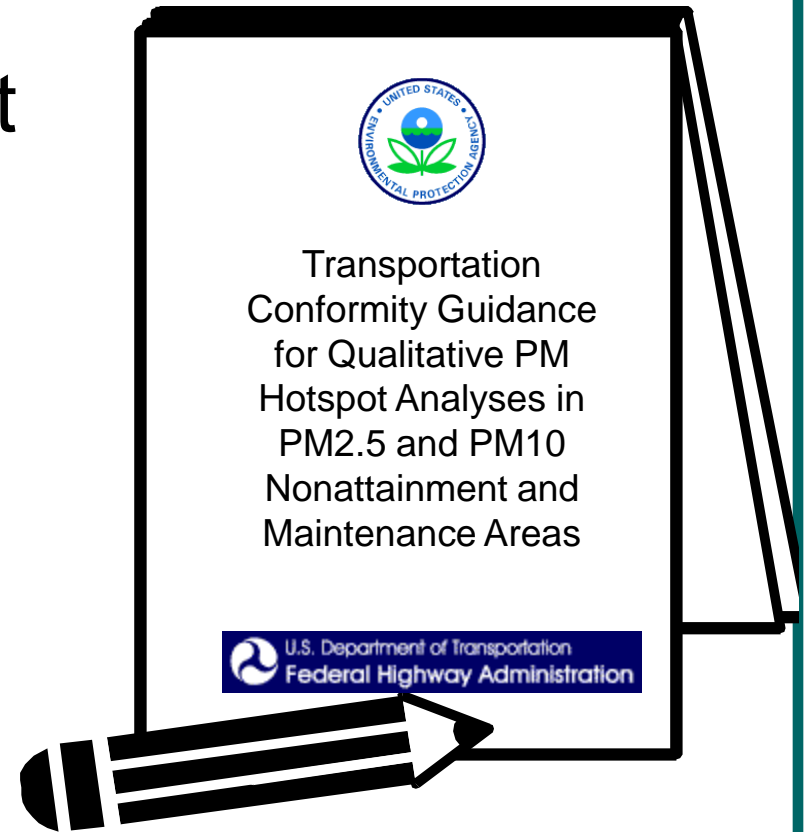 t
UNITED STATES • ENVIRONMENTAL PROTECTION AGENCY •
Transportation
Conformity Guidance
for Qualitative PM
Hotspot Analyses in
PM2.5 and PM10
Nonattainment and
Maintenance Areas
U.S. Department of Transportation
Federal Highway Administration